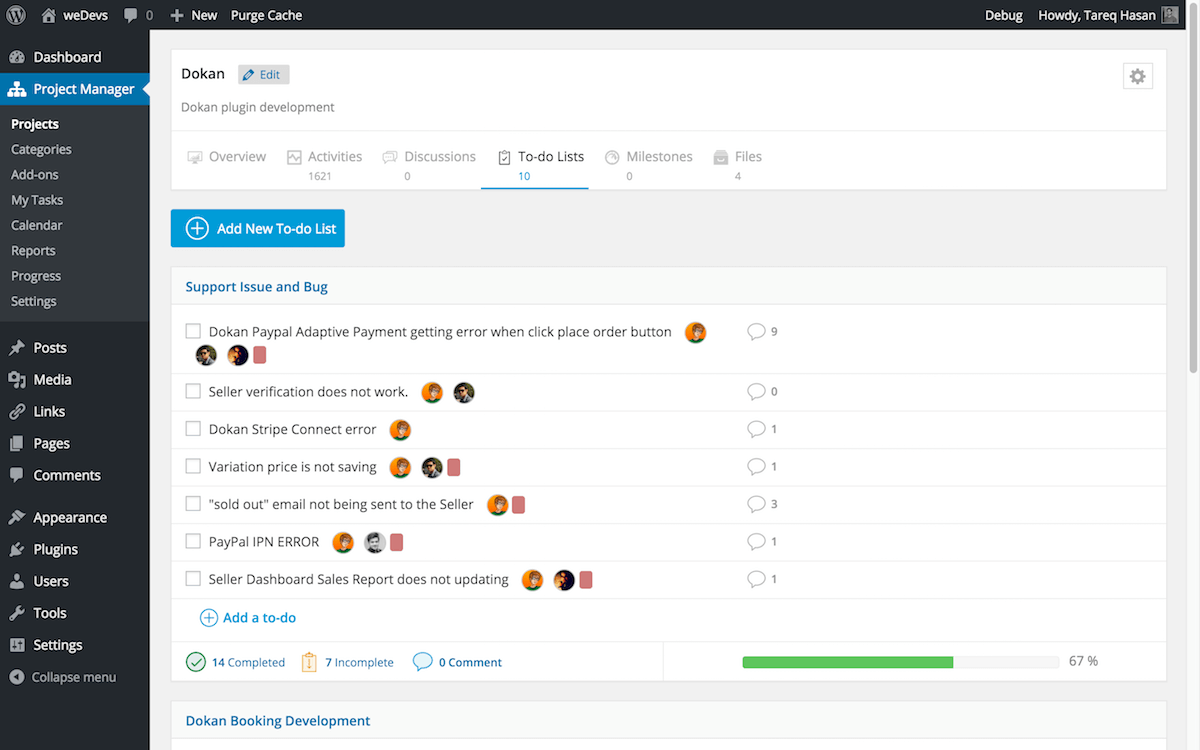 weDevs 0 New Purge Cache Debug Howdy, Tareq Hasan
Dashboard
Project Manager
Projects
Categories
Add-ons
My Tasks
Calendar
Reports
Progress
Settings
Posts
Media
Links
Pages
Comments
Appearance
Plugins
Users
Tools
Settings
Collapse menu
Dokan Edit
Dokan plugin development
Overview Activities Discussions To-do Lists Milestones Files
1621 0 10 0 4
Add New To-do List
Support Issue and Bug
Dokan Paypal Adaptive Payment getting error when click place order button 9
Seller verification does not work. 0
Dokan Stripe Connect error 1
Variation price is not saving 1
"sold out" email not being sent to the Seller 3
PayPal IPN ERROR 1
Seller Dashboard Sales Report does not updating 1
Add a to-do
14 Completed 7 Incomplete 0 Comment 67 %
Dokan Booking Development